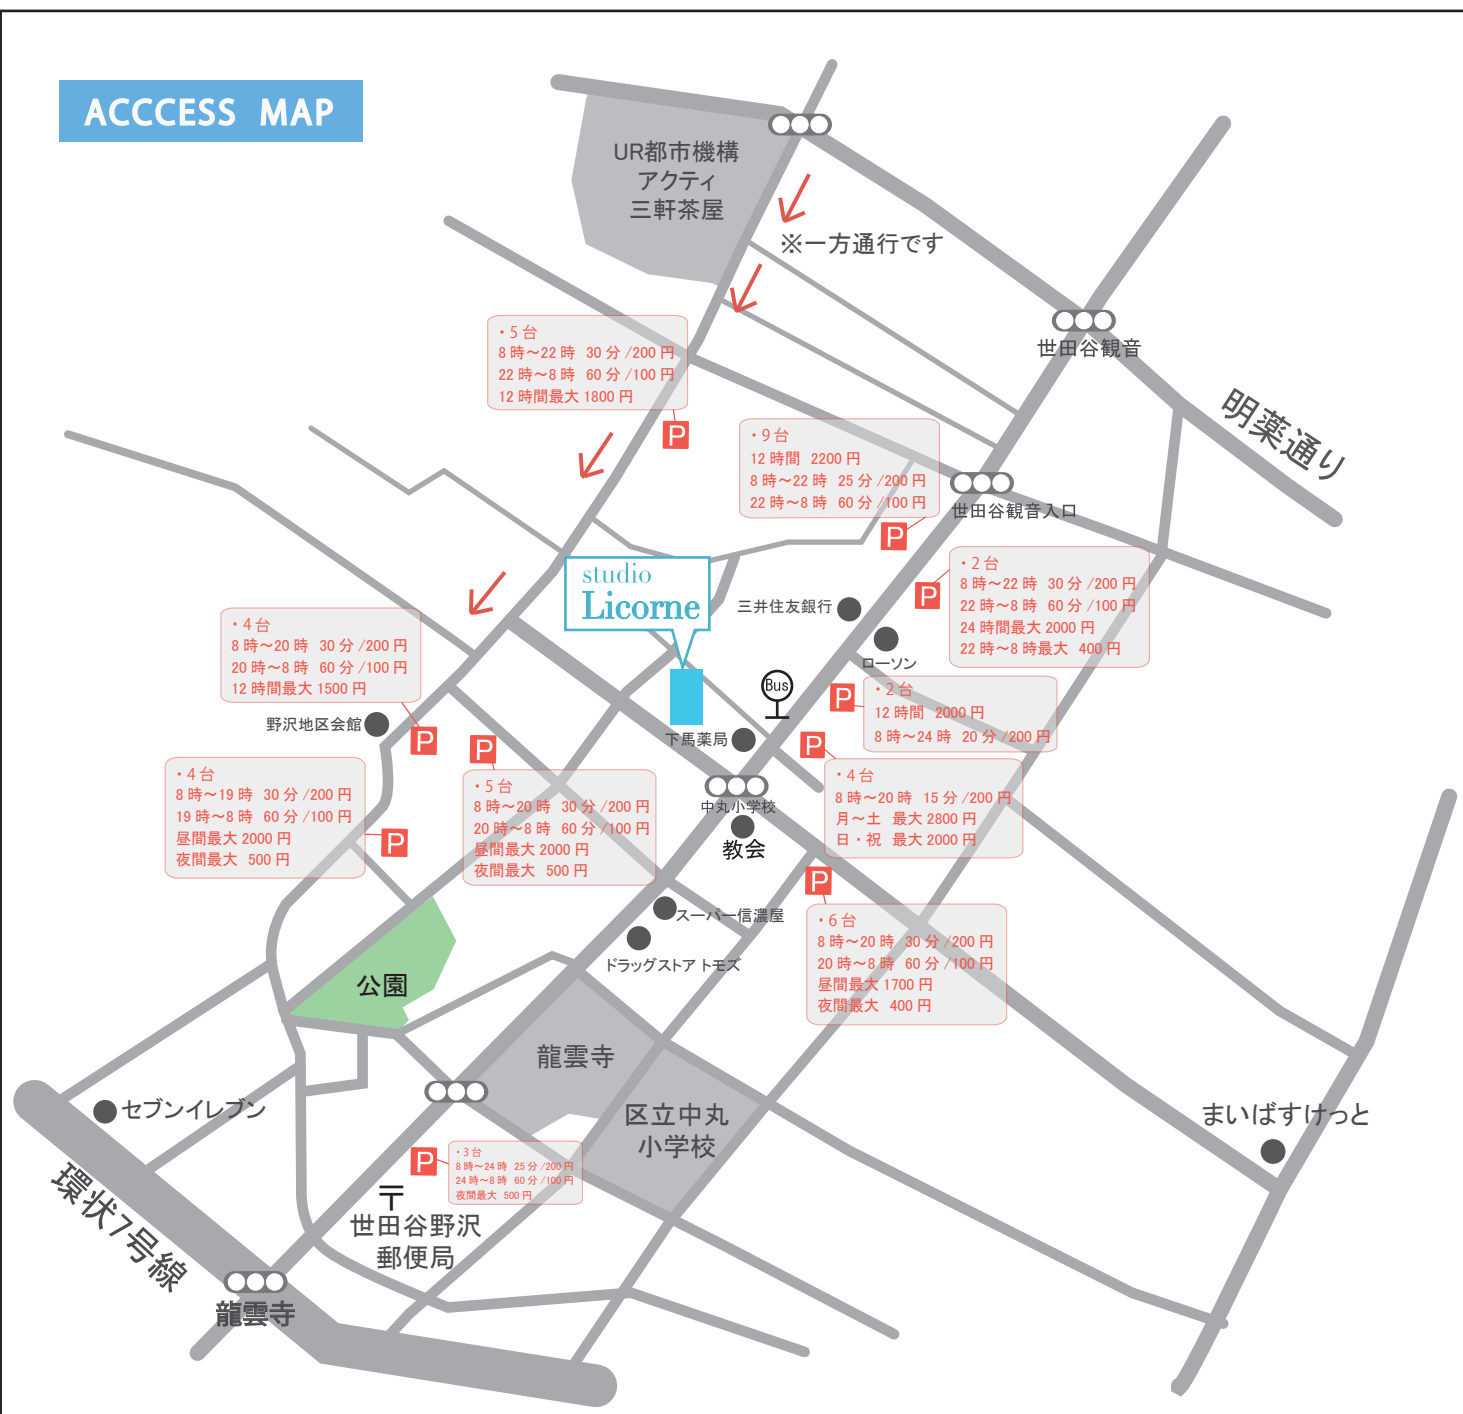 ACCCESS MAP
UR都市機構
アクティ
三軒茶屋
※一方通行です
世田谷観音
明薬通り
・5台
8時～22時 30分/200円
22時～8時 60分/100円
12時間最大1800円
P
・9台
12時間 2200円
8時～22時 25分/200円
22時～8時 60分/100円
P
世田谷観音入口
・2台
8時～22時 30分/200円
22時～8時 60分/100円
24時間最大2000円
22時～8時最大 400円
P
studio
Licorne
三井住友銀行
ローソン
・4台
8時～20時 30分/200円
20時～8時 60分/100円
12時間最大1500円
P
野沢地区会館
Bus
・2台
12時間 2000円
8時～24時 20分/200円
P
下馬薬局
P
・4台
8時～20時 15分/200円
月～土 最大2800円
日・祝 最大2000円
・4台
8時～19時 30分/200円
19時～8時 60分/100円
昼間最大2000円
夜間最大 500円
P
P
・5台
8時～20時 30分/200円
20時～8時 60分/100円
昼間最大2000円
夜間最大 500円
中丸小学校
教会
P
・6台
8時～20時 30分/200円
20時～8時 60分/100円
昼間最大1700円
夜間最大 400円
スーパー信濃屋
ドラッグストア トモズ
公園
龍雲寺
区立中丸
小学校
セブンイレブン
まいばすけっと
P
・3台
8時～24時 25分/200円
24時～8時 60分/100円
夜間最大 500円
〒
世田谷野沢
郵便局
環状7号線
龍雲寺